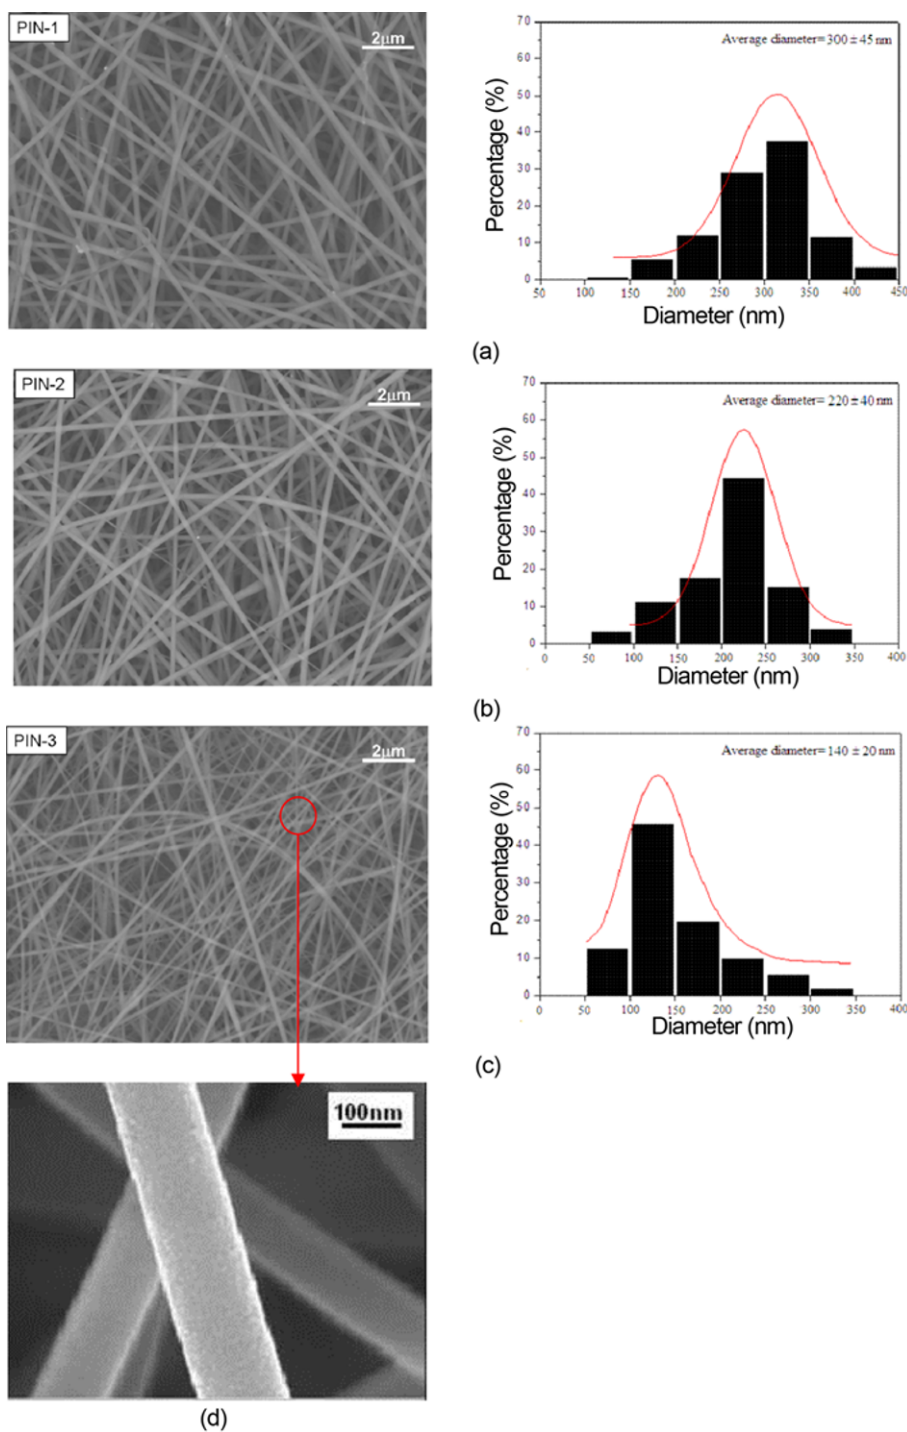 PIN-1
2μm
Average diameter=300±45 nm
Percentage (%)
70
60
50
40
30
20
10
0
50 100 150 200 250 300 350 400 450
Diameter (nm)
(a)
PIN-2
2μm
Average diameter= 220±40 nm
Percentage (%)
70
60
50
40
30
20
10
0
0 50 100 150 200 250 300 350 400
Diameter (nm)
(b)
PIN-3
2μm
Average diameter= 140±20 nm
Percentage (%)
70
60
50
40
30
20
10
0
0 50 100 150 200 250 300 350 400
Diameter (nm)
(c)
100nm
(d)